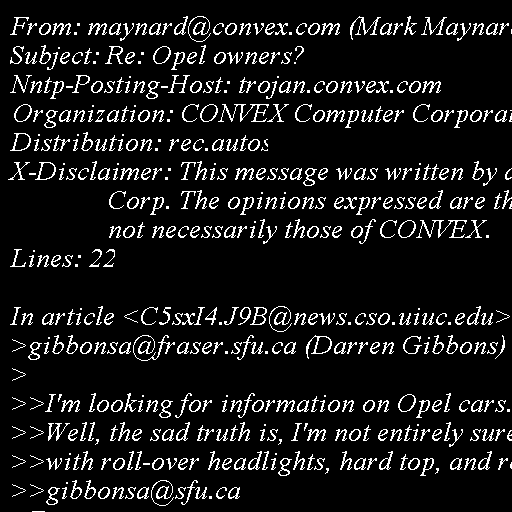 From: maynard@convex.com (Mark Maynar
Subject: Re: Opel owners?
Nntp-Posting-Host: trojan.convex.com
Organization: CONVEX Computer Corpora
Distribution: rec.autos
X-Disclaimer: This message was written by a
Corp. The opinions expressed are th
not necessarily those of CONVEX.
Lines: 22

In article <C5sxI4.J9B@news.cso.uiuc.edu>
>gibbonsa@fraser.sfu.ca (Darren Gibbons)
>
>>I'm looking for information on Opel cars.
>>Well, the sad truth is, I'm not entirely sure
>>with roll-over headlights, hard top, and r
>>gibbonsa@sfu.ca